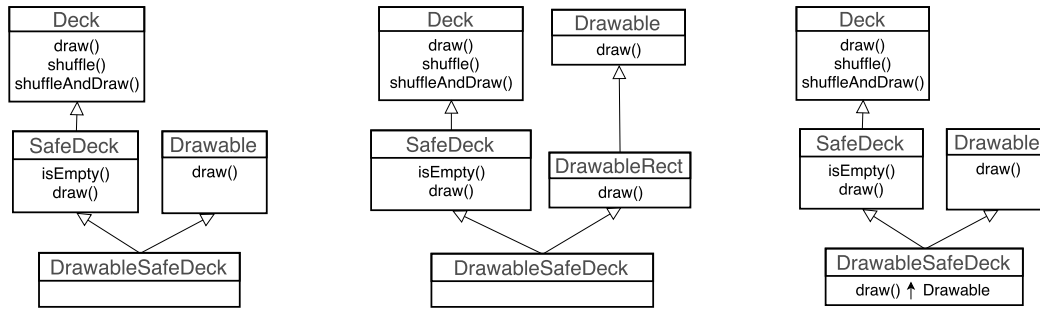 Deck
draw()
shuffle()
shuffleAndDraw()
SafeDeck
isEmpty()
draw()
Drawable
draw()
DrawableSafeDeck
Deck
draw()
shuffle()
shuffleAndDraw()
Drawable
draw()
SafeDeck
isEmpty()
draw()
DrawableRect
draw()
DrawableSafeDeck
Deck
draw()
shuffle()
shuffleAndDraw()
SafeDeck
isEmpty()
draw()
Drawable
draw()
DrawableSafeDeck
draw() ↑ Drawable